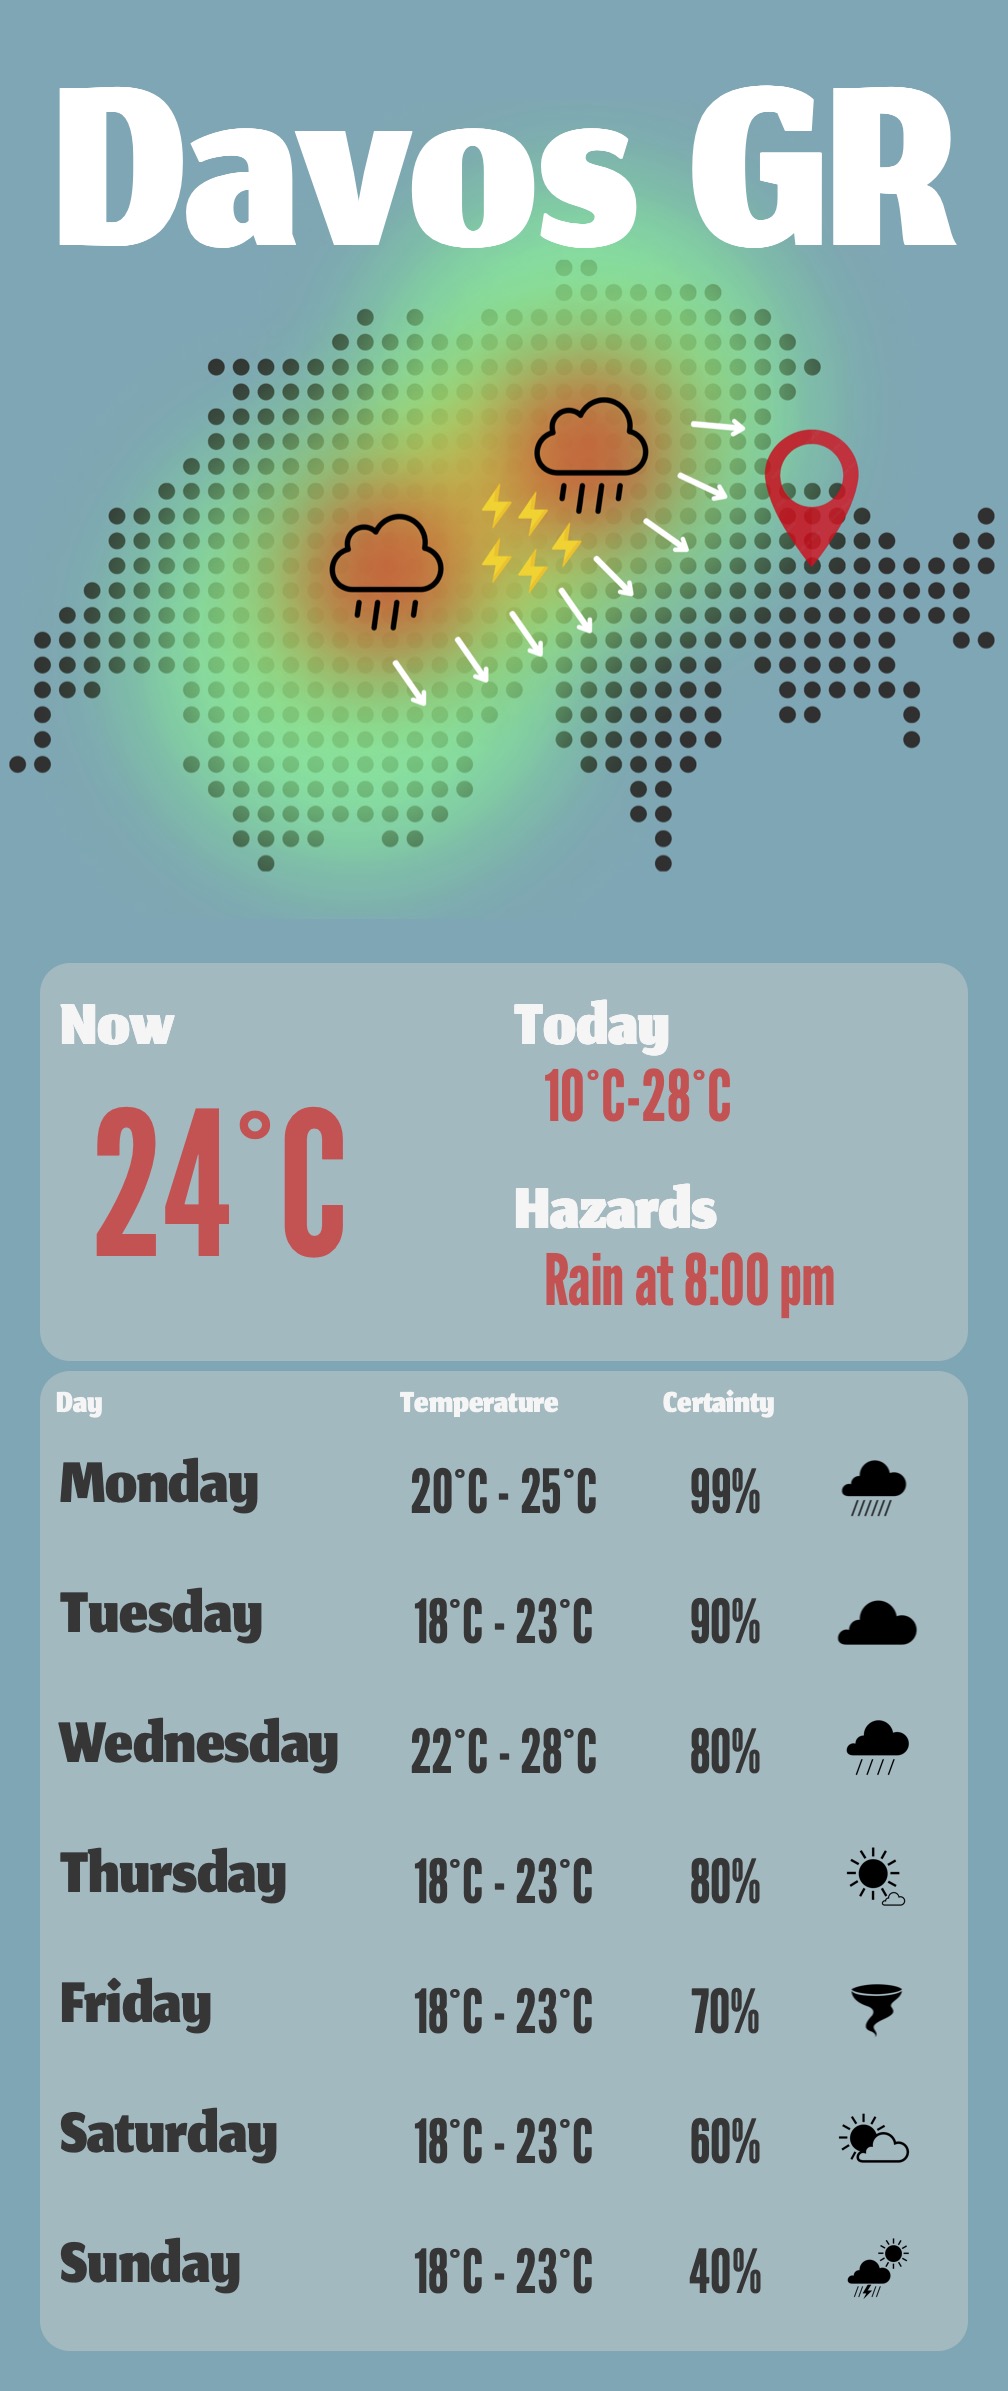 Davos GR
Now
24°C
Today
10°C-28°C
Hazards
Rain at 8:00 pm
Day Temperature Certainty
Monday 20°C - 25°C 99%
Tuesday 18°C - 23°C 90%
Wednesday 22°C - 28°C 80%
Thursday 18°C - 23°C 80%
Friday 18°C - 23°C 70%
Saturday 18°C - 23°C 60%
Sunday 18°C - 23°C 40%